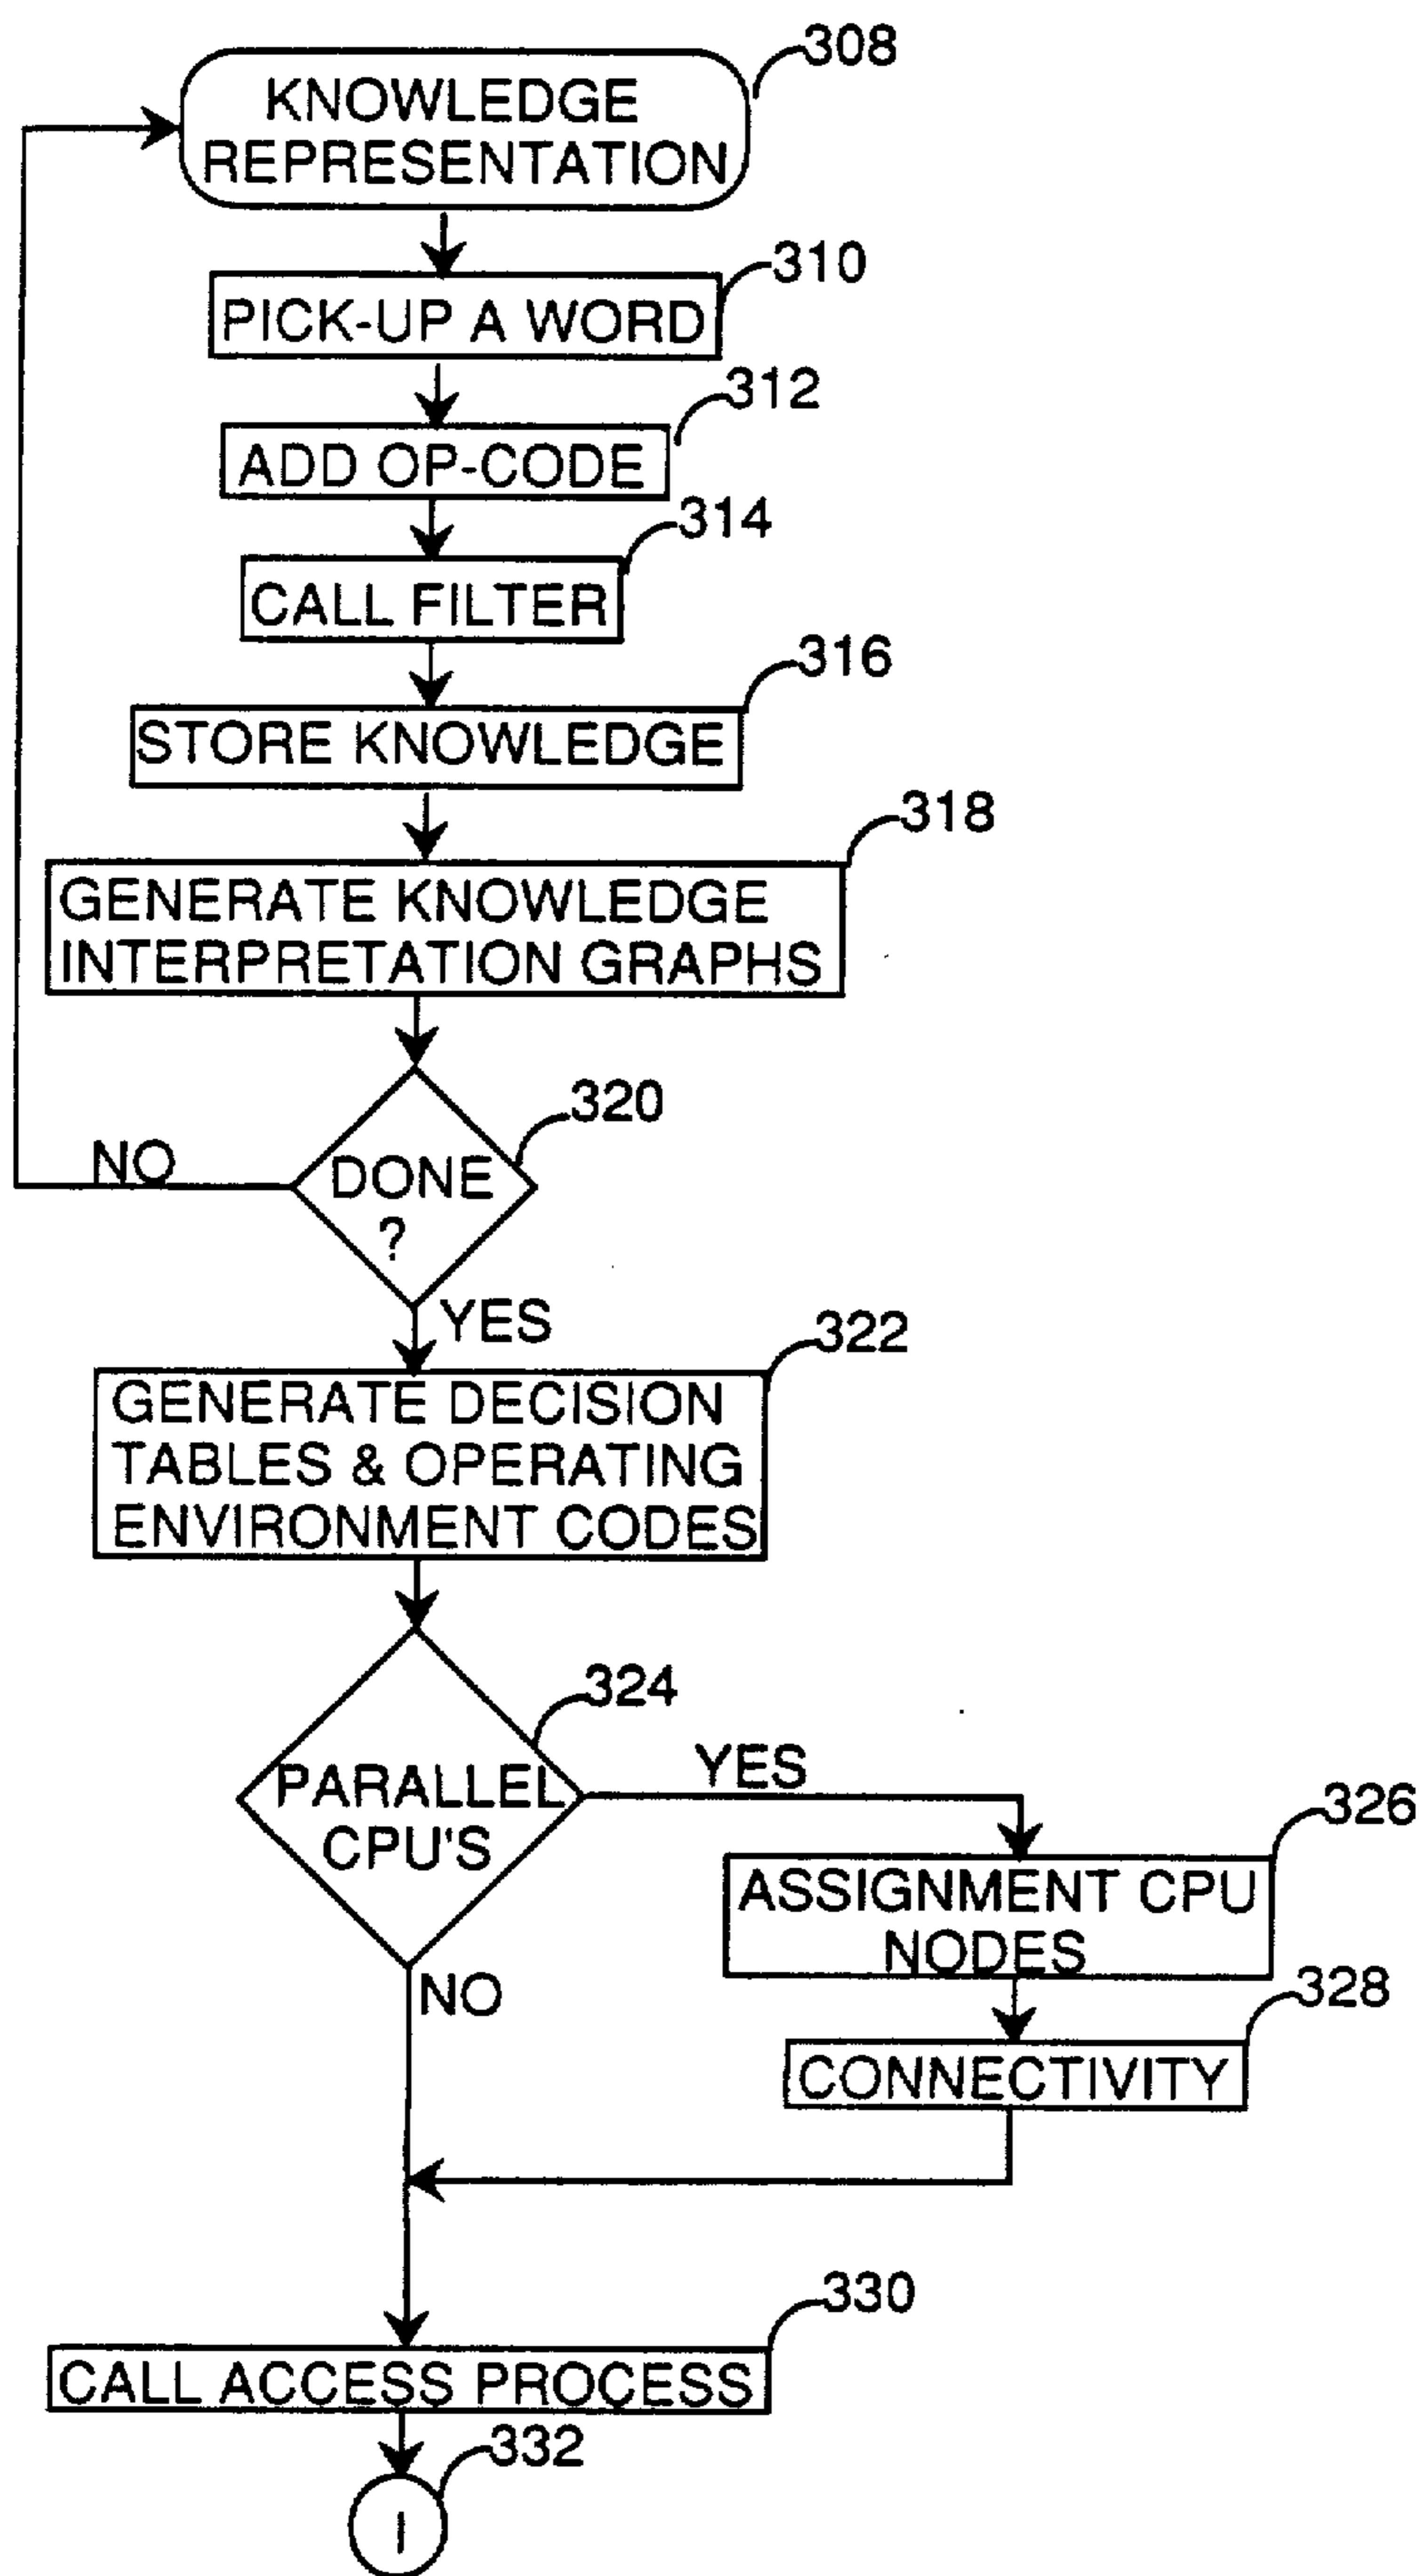 308
KNOWLEDGE
REPRESENTATION
310
PICK-UP A WORD
312
ADD OP-CODE
314
CALL FILTER
316
STORE KNOWLEDGE
318
GENERATE KNOWLEDGE
INTERPRETATION GRAPHS
320
NO
DONE
?
YES
322
GENERATE DECISION
TABLES & OPERATING
ENVIRONMENT CODES
324
PARALLEL
CPU'S
YES
326
ASSIGNMENT CPU
NODES
NO
328
CONNECTIVITY
330
CALL ACCESS PROCESS
332
I